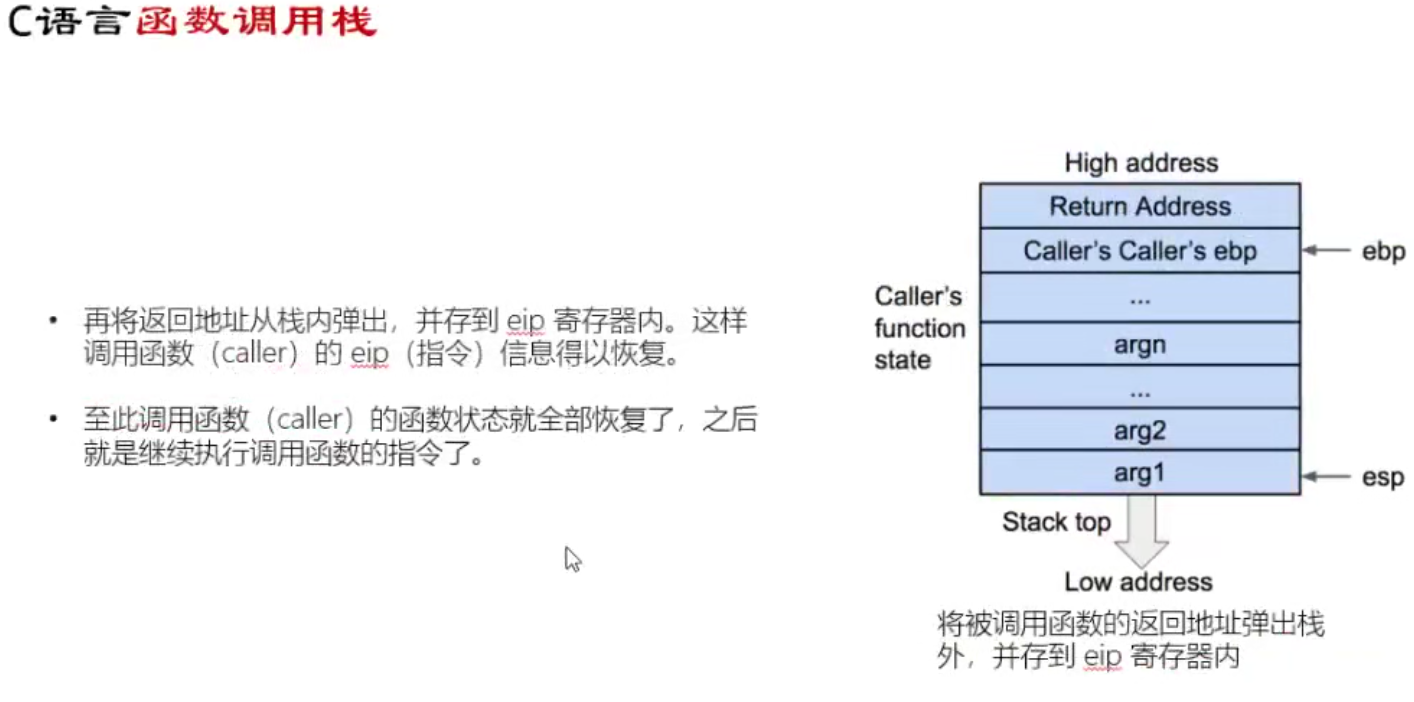 C语言函数调用栈
• 再将返回地址从栈内弹出，并存到 eip 寄存器内。这样
调用函数（caller）的 eip（指令）信息得以恢复。
• 至此调用函数（caller）的函数状态就全部恢复了，之后
就是继续执行调用函数的指令了。
High address
Return Address
Caller’s Caller’s ebp
ebp
Caller’s
function
state
...
argn
...
arg2
arg1
esp
Stack top
Low address
将被调用函数的返回地址弹出栈
外，并存到 eip 寄存器内